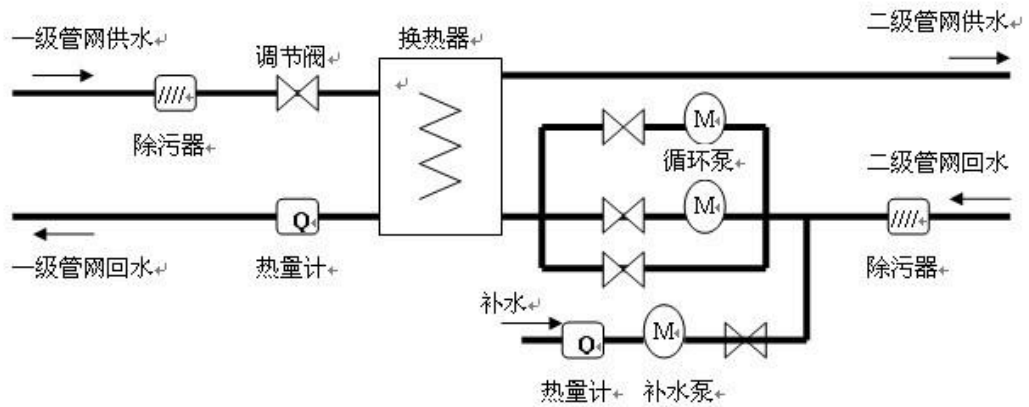 一级管网供水
调节阀
换热器
二级管网供水
除污器
M
循环泵
二级管网回水
M
Q
一级管网回水
热量计
除污器
补水
Q
M
热量计
补水泵